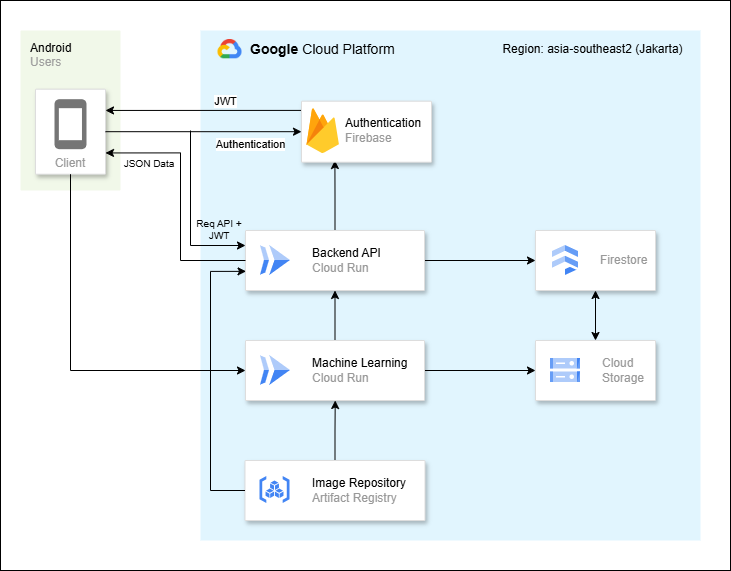 Android
Users
Client
Google Cloud Platform
Region: asia-southeast2 (Jakarta)
JWT
Authentication
JSON Data
Authentication
Firebase
Req API +
JWT
Backend API
Cloud Run
Firestore
Machine Learning
Cloud Run
Cloud
Storage
Image Repository
Artifact Registry